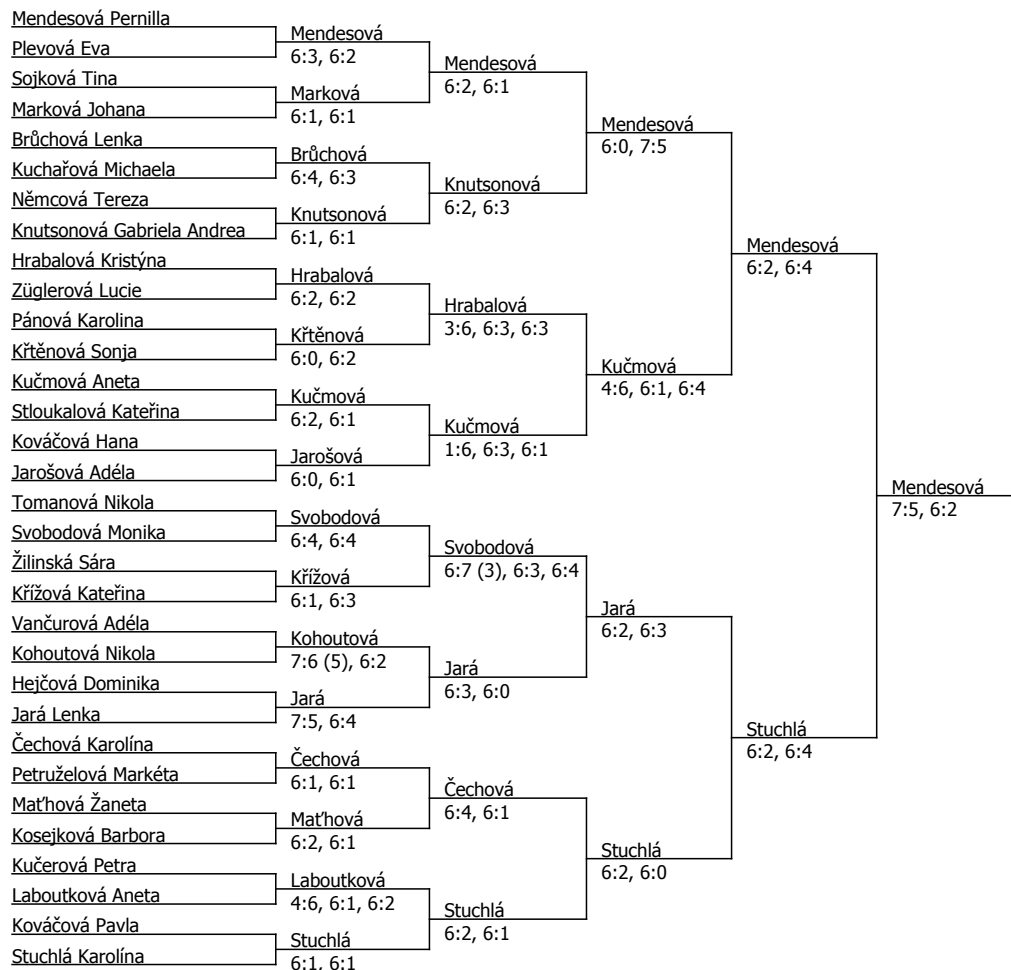 Mendesová Pernilla
Plevová Eva
Sojková Tina
Marková Johana
Brůchová Lenka
Kuchařová Michaela
Němcová Tereza
Knutsonová Gabriela Andrea
Hrabalová Kristýna
Züglerová Lucie
Pánová Karolina
Křtěnová Sonja
Kučmová Aneta
Stloukalová Kateřina
Kováčová Hana
Jarošová Adéla
Tomanová Nikola
Svobodová Monika
Žilinská Sára
Křížová Kateřina
Vančurová Adéla
Kohoutová Nikola
Hejčová Dominika
Jará Lenka
Čechová Karolína
Petruželová Markéta
Maťhová Žaneta
Kosejková Barbora
Kučerová Petra
Laboutková Aneta
Kováčová Pavla
Stuchlá Karolína
Mendesová
6:3, 6:2
Marková
6:1, 6:1
Brůchová
6:4, 6:3
Knutsonová
6:1, 6:1
Hrabalová
6:2, 6:2
Křtěnová
6:0, 6:2
Kučmová
6:2, 6:1
Jarošová
6:0, 6:1
Svobodová
6:4, 6:4
Křížová
6:1, 6:3
Kohoutová
7:6 (5), 6:2
Jará
7:5, 6:4
Čechová
6:1, 6:1
Maťhová
6:2, 6:1
Laboutková
4:6, 6:1, 6:2
Stuchlá
6:1, 6:1
Mendesová
6:2, 6:1
Knutsonová
6:2, 6:3
Hrabalová
3:6, 6:3, 6:3
Kučmová
1:6, 6:3, 6:1
Svobodová
6:7 (3), 6:3, 6:4
Jará
6:3, 6:0
Čechová
6:4, 6:1
Stuchlá
6:2, 6:1
Mendesová
6:0, 7:5
Kučmová
4:6, 6:1, 6:4
Jará
6:2, 6:3
Stuchlá
6:2, 6:0
Mendesová
6:2, 6:4
Stuchlá
6:2, 6:4
Mendesová
7:5, 6:2